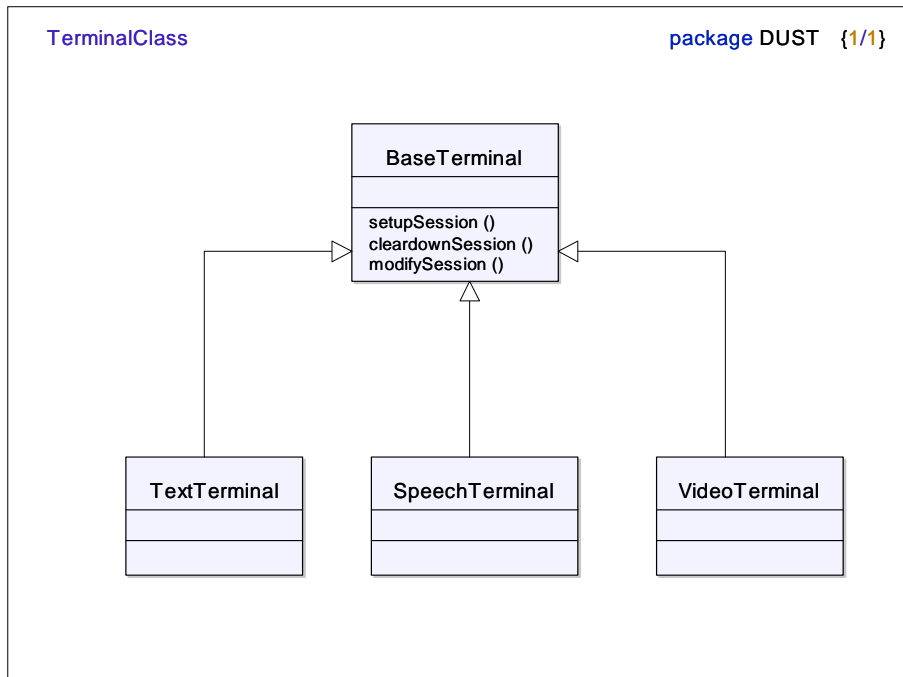 TerminalClass
package DUST {1/1}
BaseTerminal
setupSession ()
cleardownSession ()
modifySession ()
TextTerminal
SpeechTerminal
VideoTerminal